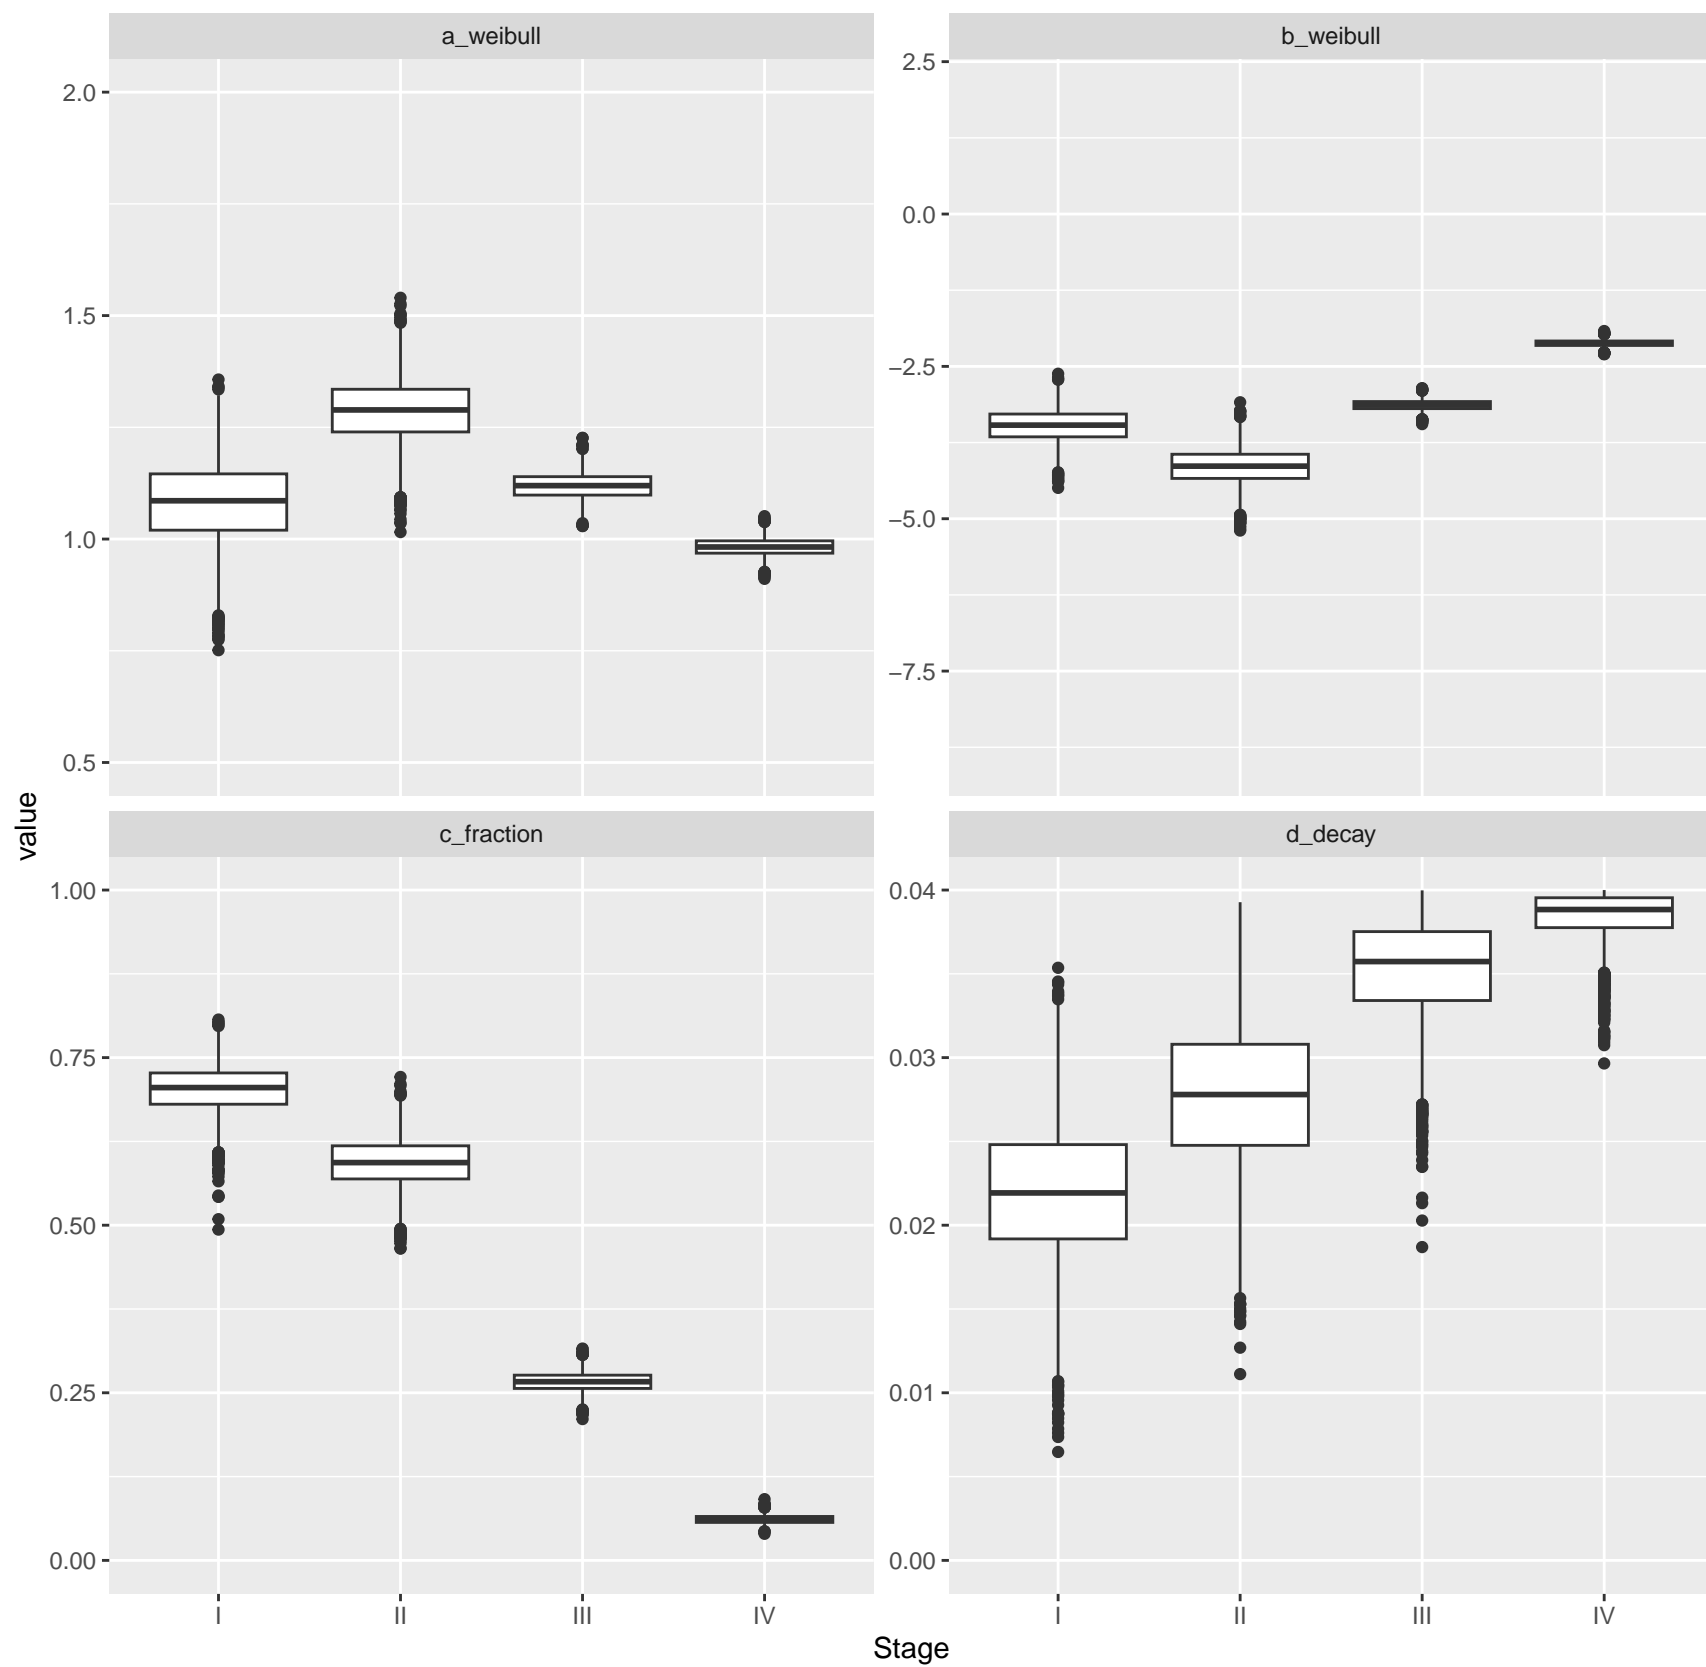 a_weibull
b_weibull
2.0
1.5
1.0
0.5
2.5
0.0
−2.5
−5.0
−7.5
value
c_fraction
d_decay
1.00
0.75
0.50
0.25
0.00
0.04
0.03
0.02
0.01
0.00
I II III IV
I II III IV
Stage